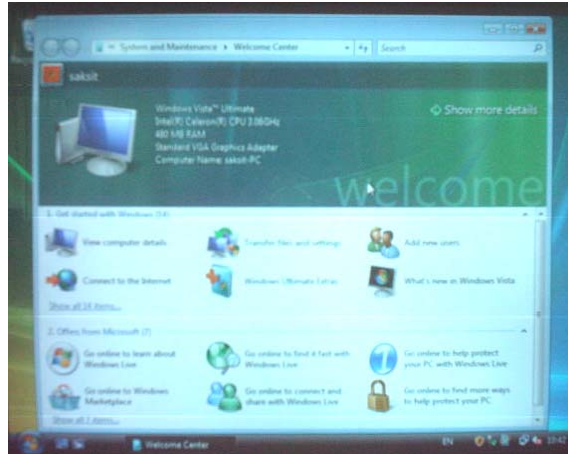 System and Maintenance Welcome Center
Search
saksit
Windows Vista™ Ultimate
Intel(R) Celeron(R) CPU 3.06GHz
480 MB RAM
Standard VGA Graphics Adapter
Computer Name: saksit-PC
Show more details
welcome
1. Get started with Windows (14)
View computer details
Transfer files and settings
Add new users
Connect to the Internet
Windows Ultimate Extras
What's new in Windows Vista
Show all 14 items...
2. Offers from Microsoft (7)
Go online to learn about
Windows Live
Go online to find it fast with
Windows Live
Go online to help protect
your PC with Windows Live
Go online to Windows
Marketplace
Go online to connect and
share with Windows Live
Go online to find more ways
to help protect your PC
Show all 7 items...
Welcome Center
EN
10:42